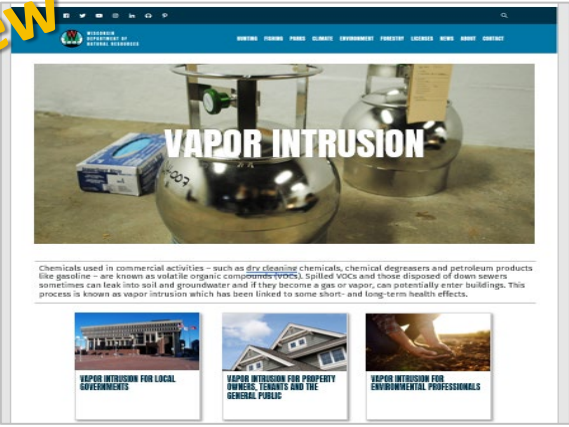 ew
WISCONSIN
DEPARTMENT OF
NATURAL RESOURCES
HUNTING FISHING PARKS CLIMATE ENVIRONMENT FORESTRY LICENSES NEWS ABOUT CONTACT
VAPOR INTRUSION
007
Chemicals used in commercial activities – such as dry cleaning chemicals, chemical degreasers and petroleum products
like gasoline – are known as volatile organic compounds (VOCs). Spilled VOCs and those disposed of down sewers
sometimes can leak into soil and groundwater and if they become a gas or vapor, can potentially enter buildings. This
process is known as vapor intrusion which has been linked to some short- and long-term health effects.
VAPOR INTRUSION FOR LOCAL
GOVERNMENTS
VAPOR INTRUSION FOR PROPERTY
OWNERS, TENANTS AND THE
GENERAL PUBLIC
VAPOR INTRUSION FOR
ENVIRONMENTAL PROFESSIONALS